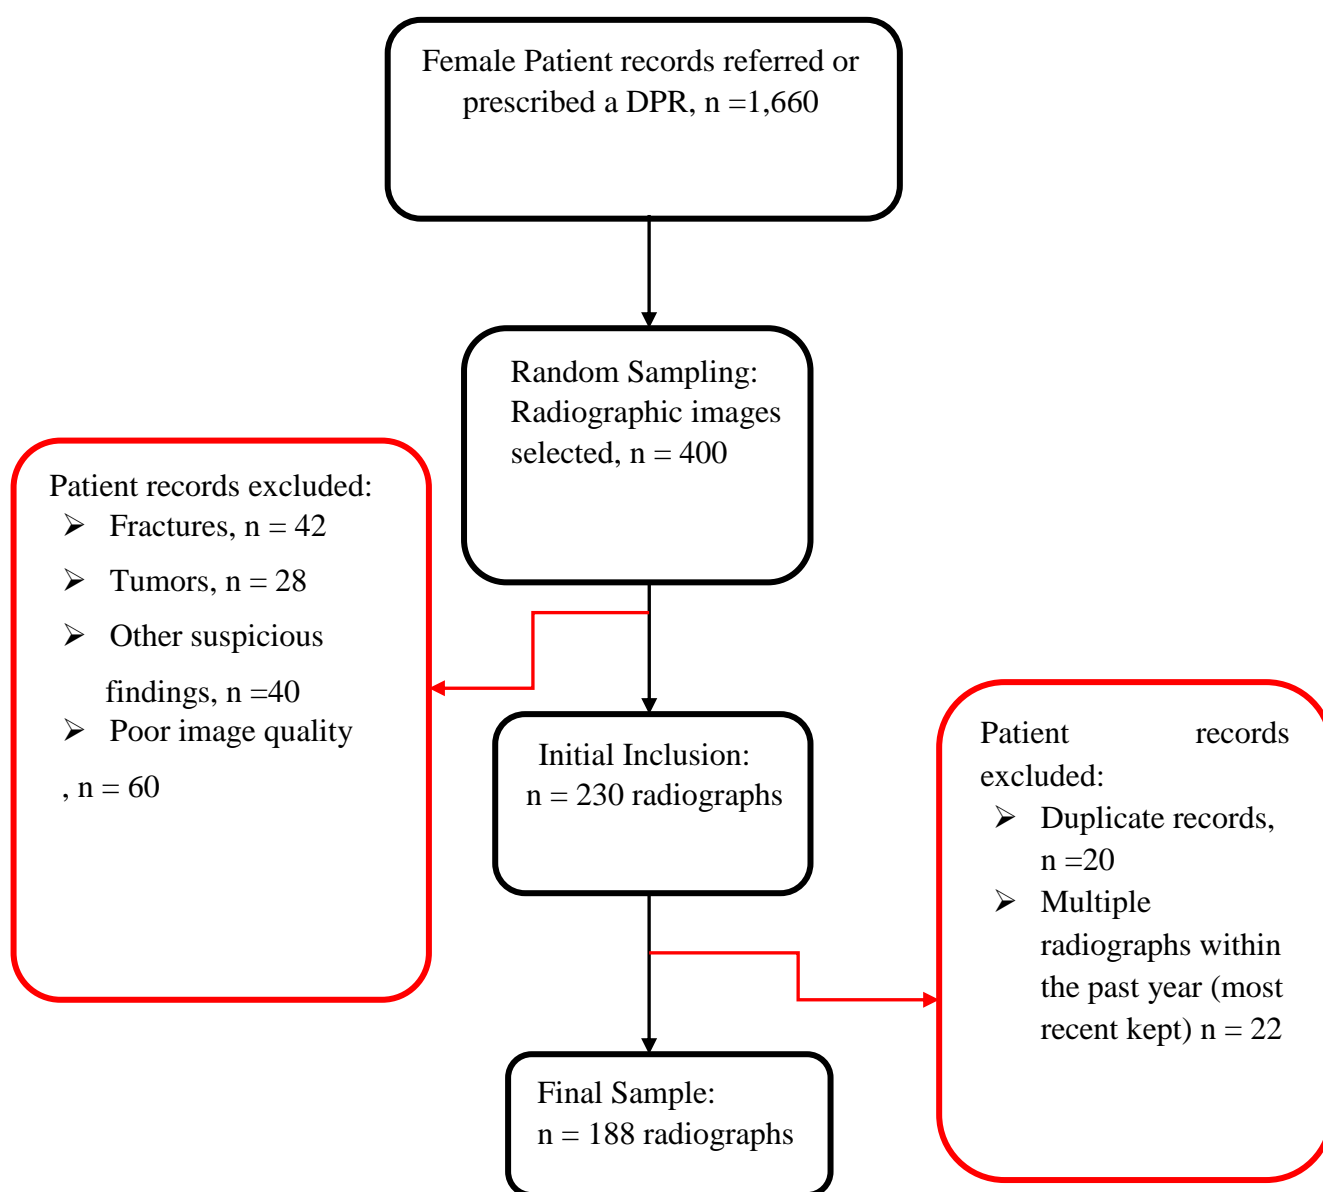 Female Patient records referred or
prescribed a DPR, n =1,660
Random Sampling:
Radiographic images
selected, n = 400
Patient records excluded:
➢ Fractures, n = 42
➢ Tumors, n = 28
➢ Other suspicious
findings, n =40
➢ Poor image quality
, n = 60
Initial Inclusion:
n = 230 radiographs
Patient records
excluded:
➢ Duplicate records,
n =20
➢ Multiple
radiographs within
the past year (most
recent kept) n = 22
Final Sample:
n = 188 radiographs